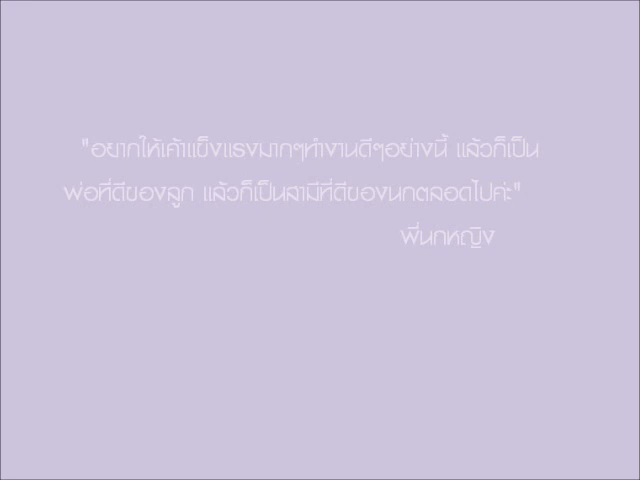 "อยากให้เค้าแข็งแรงมากๆทำงานดีๆอย่างนี้ แล้วก็เป็น
พ่อที่ดีของลูก แล้วก็เป็นสามีที่ดีของนกตลอดไปค่ะ"
พี่นกหญิง